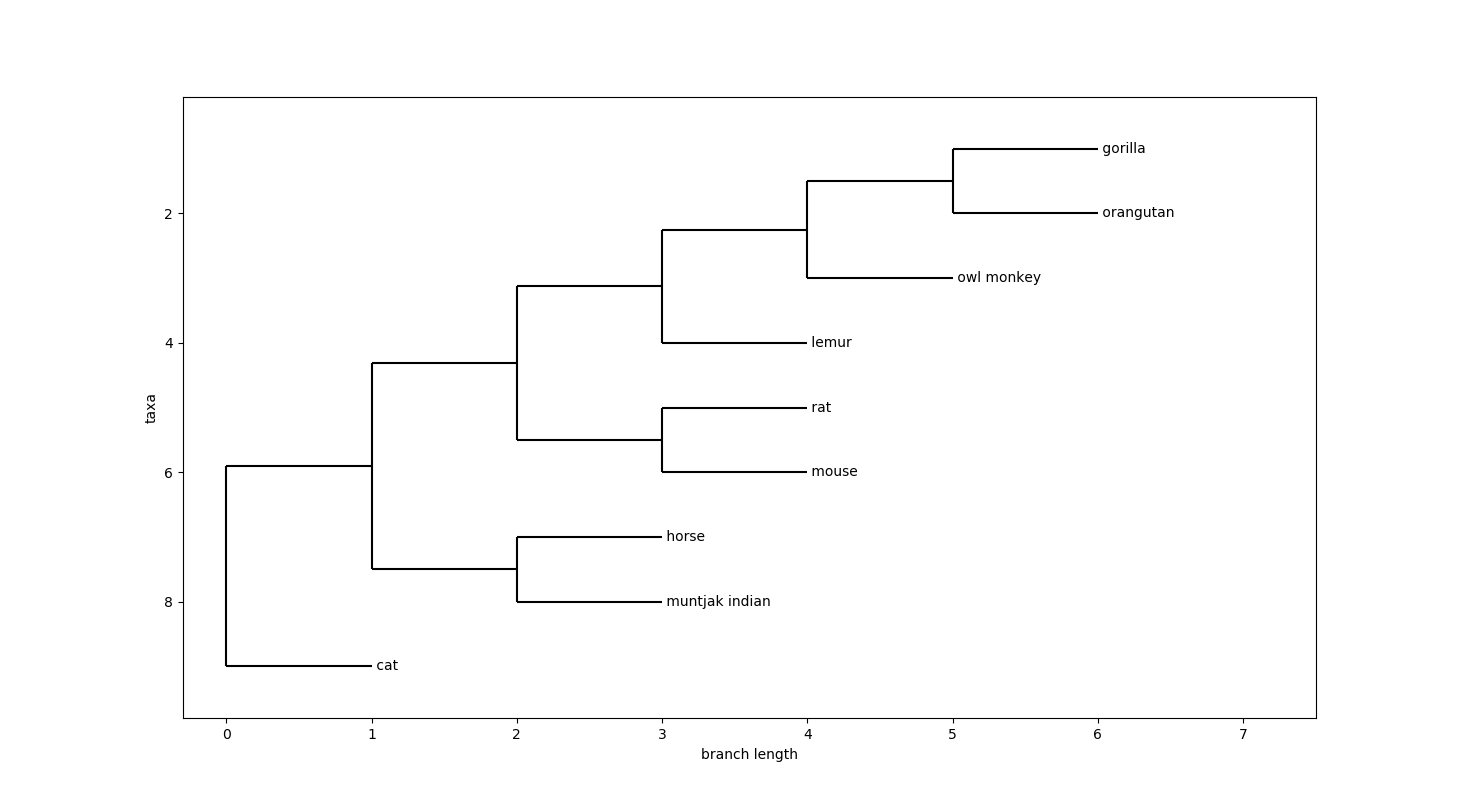 gorilla
2
orangutan
owl monkey
4
lemur
rat
taxa
6
mouse
horse
8
muntjak indian
cat
0 1 2 3 4 5 6 7
branch length